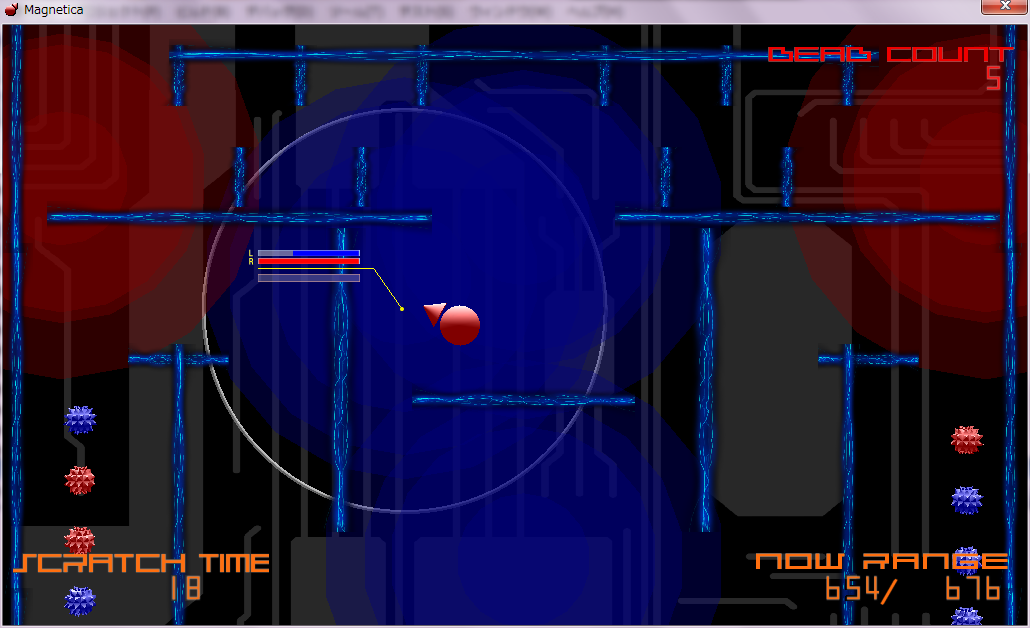 Magnetica
DEAD COUNT
5
L
R
SCRATCH TIME
18
NOW RANGE
654/ 676